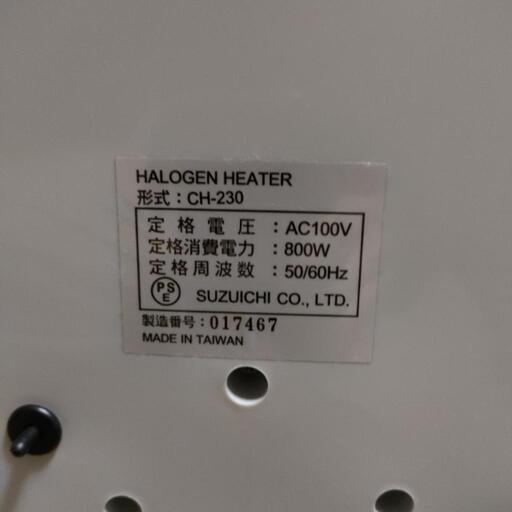 HALOGEN HEATER
形式：CH-230
定格電圧：AC100V
定格消費電力：800W
定格周波数：50/60Hz
PSE SUZUICHI CO., LTD.
製造番号：017467
MADE IN TAIWAN